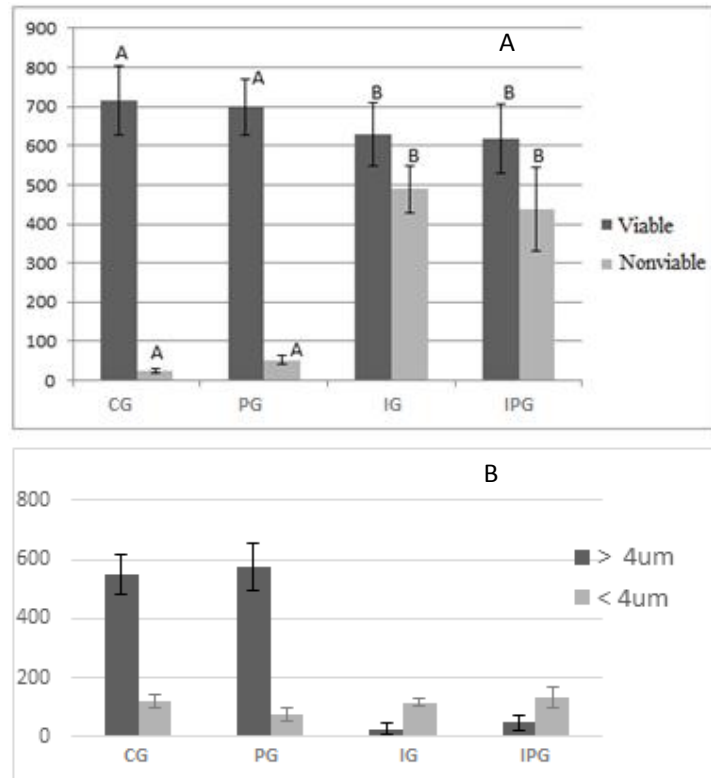 A
900
800
700
600
500
400
300
200
100
0
A
A
A
A
B
B
B
B
CG PG IG IPG
Viable
Nonviable
B
800
600
400
200
0
CG PG IG IPG
> 4um
< 4um